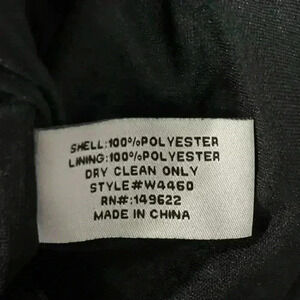 SHELL:100%POLYESTER
LINING:100%POLYESTER
DRY CLEAN ONLY
STYLE#W4460
RN#:149622
MADE IN CHINA